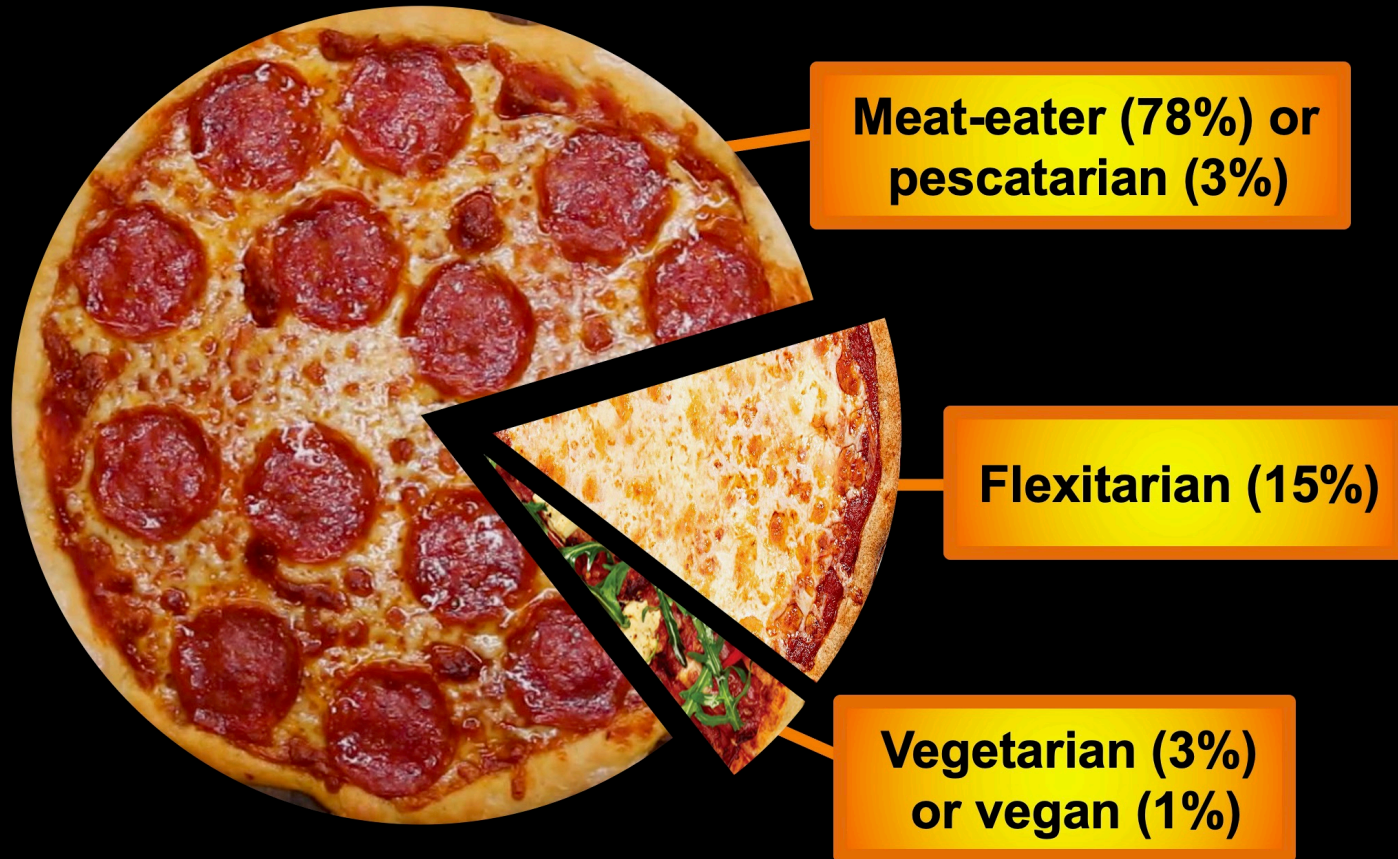 Meat-eater (78%) or
pescatarian (3%)
Flexitarian (15%)
Vegetarian (3%)
or vegan (1%)